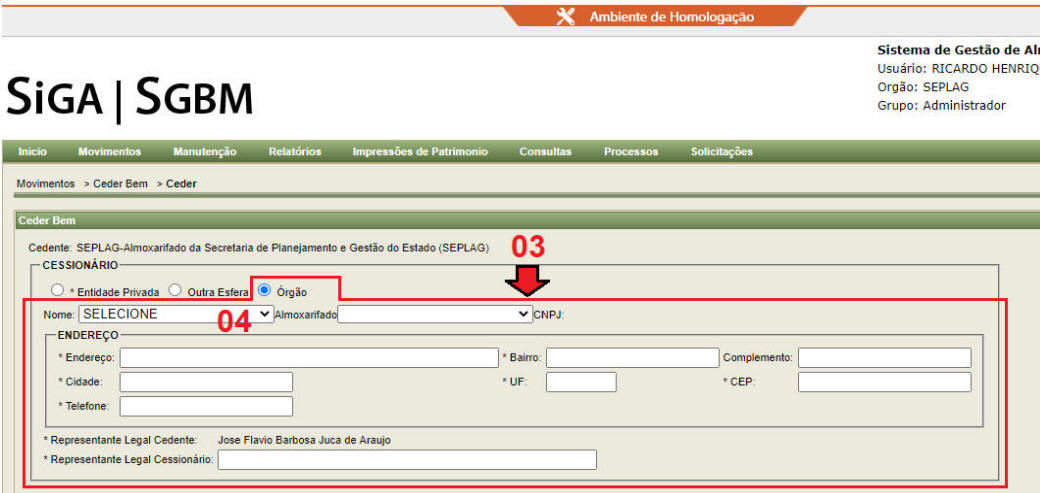 Ambiente de Homologação
Sistema de Gestão de
Usuário: RICARDO
Orgão: SEPLAG
Grupo: Administrador
SiGA | SGBM
Inicio Movimentos Manutenção Relatórios Impressões de Patrimonio Consultas Processos Solicitações
Movimentos > Ceder Bem > Ceder
Ceder Bem
Cedente: SEPLAG-Almoxarifado da Secretaria de Planejamento e Gestão do Estado (SEPLAG)
03
CESSIONÁRIO
* Entidade Privada Outra Esfera Órgão
Nome: SELECIONE 04 Almoxarifado CNPJ:
ENDEREÇO
* Endereço: * Bairro: Complemento:
* Cidade: * UF: * CEP:
* Telefone:
* Representante Legal Cedente: Jose Flavio Barbosa Juca de Araujo
* Representante Legal Cessionário: